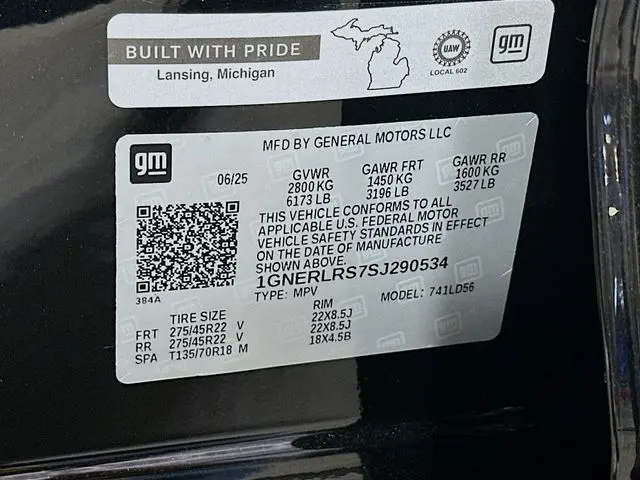 BUILT WITH PRIDE
Lansing, Michigan
UAW
LOCAL 602
gm
gm
MFD BY GENERAL MOTORS LLC
06/25 GVWR GAWR FRT GAWR RR
2800 KG 1450 KG 1600 KG
6173 LB 3196 LB 3527 LB
THIS VEHICLE CONFORMS TO ALL
APPLICABLE U.S. FEDERAL MOTOR
VEHICLE SAFETY STANDARDS IN EFFECT
ON THE DATE OF MANUFACTURE
SHOWN ABOVE.
1GNERLRS7SJ290534
TYPE: MPV MODEL: 741LD56
384A
TIRE SIZE RIM
FRT 275/45R22 V 22X8.5J
RR 275/45R22 V 22X8.5J
SPA T135/70R18 M 18X4.5B